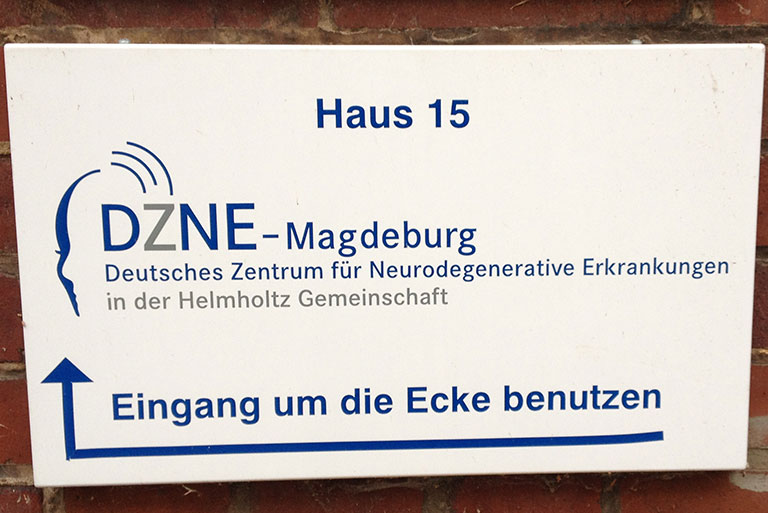 Haus 15
DZNE-Magdeburg
Deutsches Zentrum für Neurodegenerative Erkrankungen
in der Helmholtz Gemeinschaft
Eingang um die Ecke benutzen